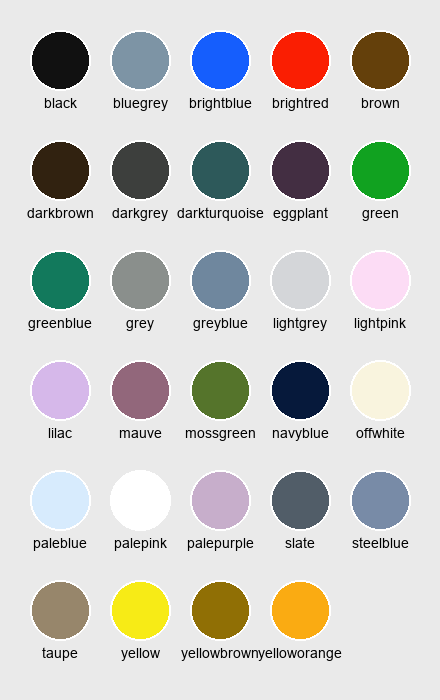 black bluegrey brightblue brightred brown
darkbrown darkgrey darkturquoise eggplant green
greenblue grey greyblue lightgrey lightpink
lilac mauve mossgreen navyblue offwhite
paleblue palepink palepurple slate steelblue
taupe yellow yellowbrown yelloworange